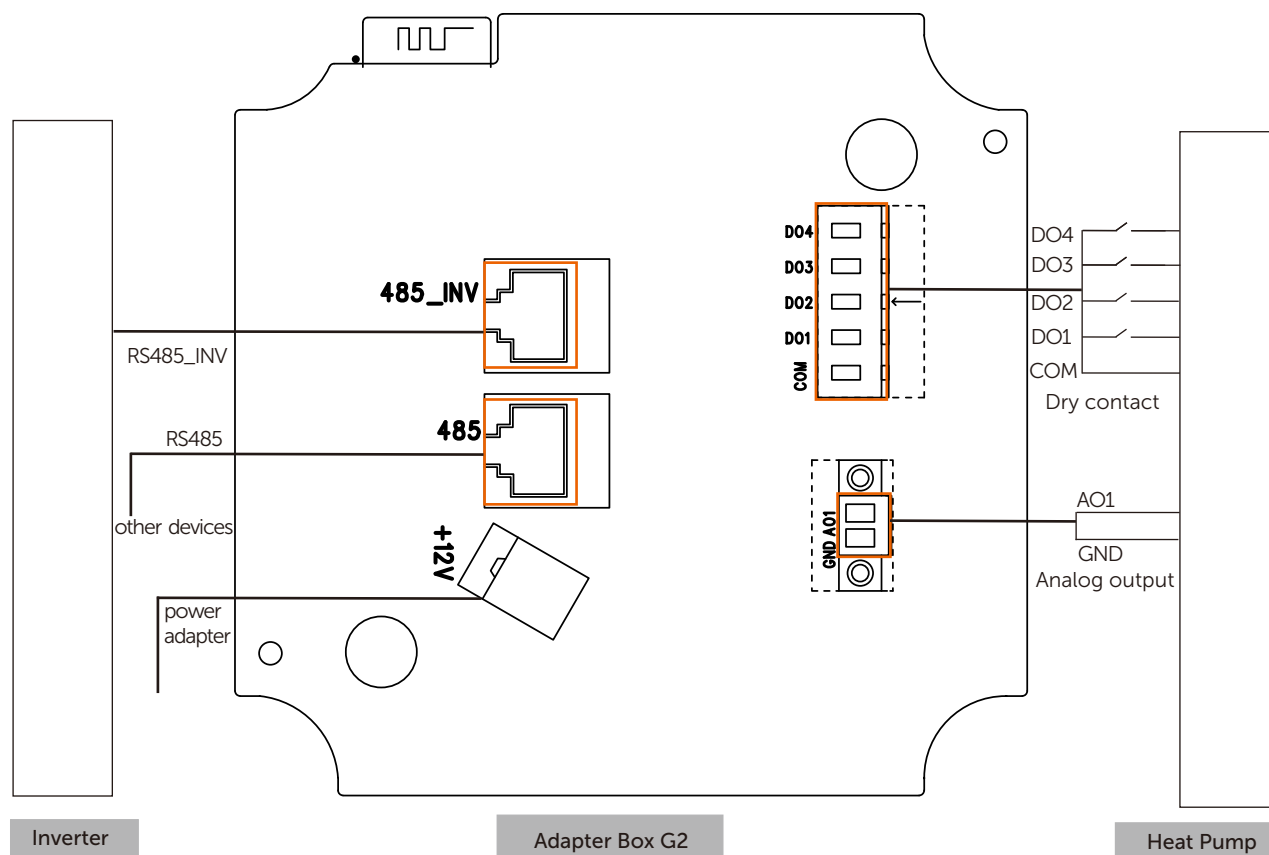 DO4
DO3
DO2
DO1
COM
485_INV
RS485_INV
485
RS485
other devices
+12V
power
adapter
GND AO1
DO4
DO3
DO2
DO1
COM
Dry contact
AO1
GND
Analog output
Inverter
Adapter Box G2
Heat Pump